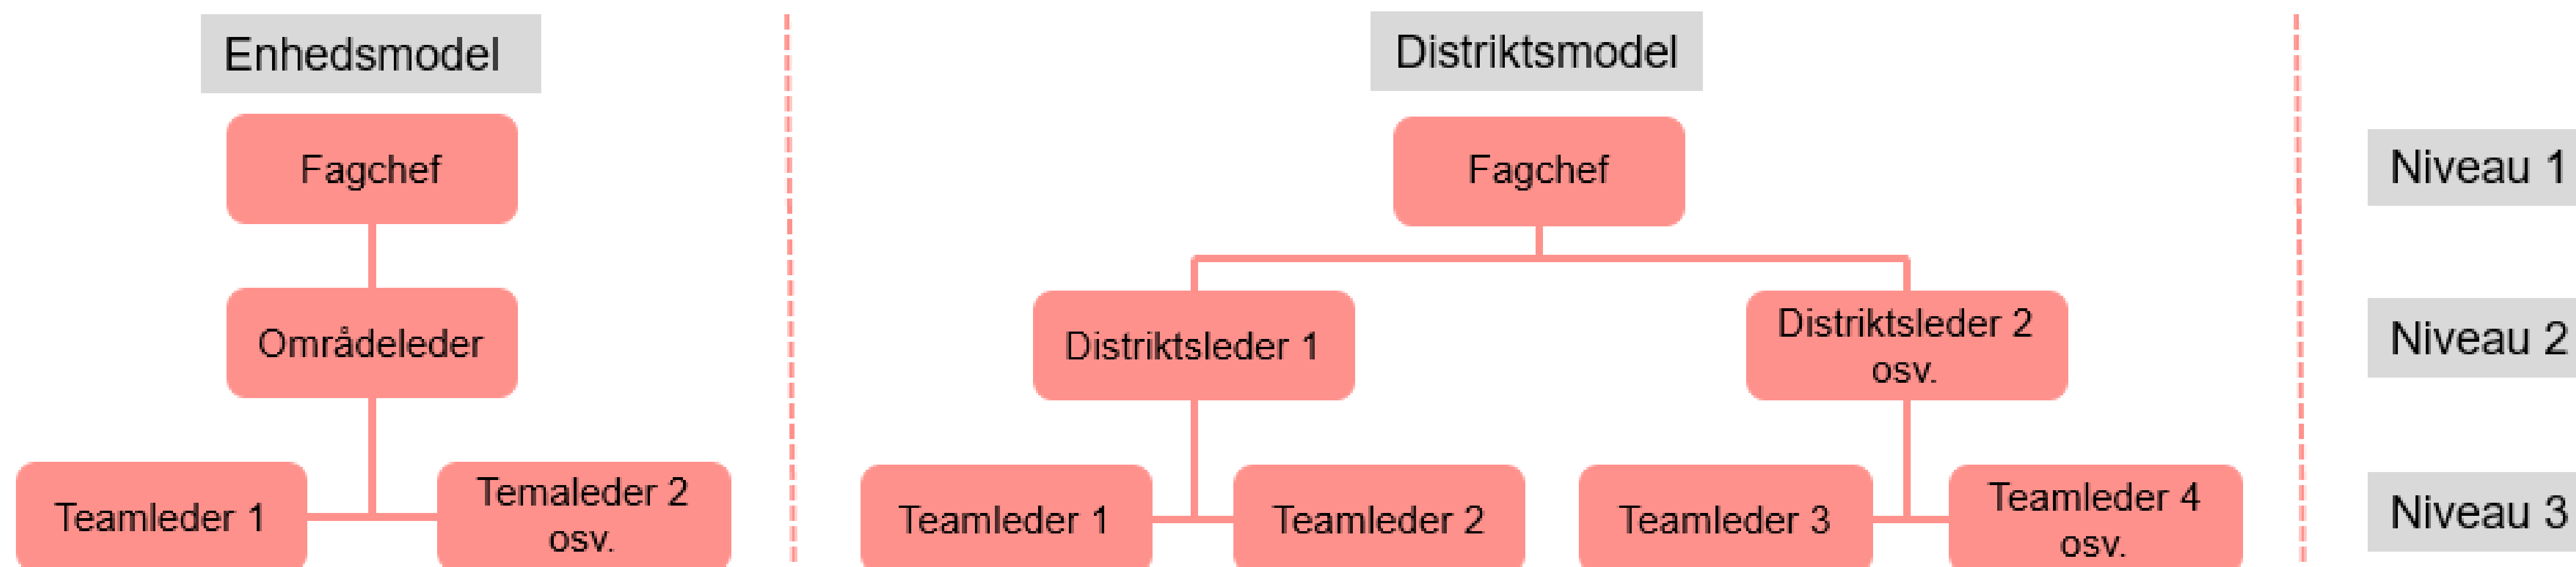 Enhedsmodel
Fagchef
Områdeleder
Teamleder 1
Temaleder 2
osv.
Distriktsmodel
Fagchef
Distriktsleder 1
Distriktsleder 2
osv.
Teamleder 1
Teamleder 2
Teamleder 3
Teamleder 4
osv.
Niveau 1
Niveau 2
Niveau 3